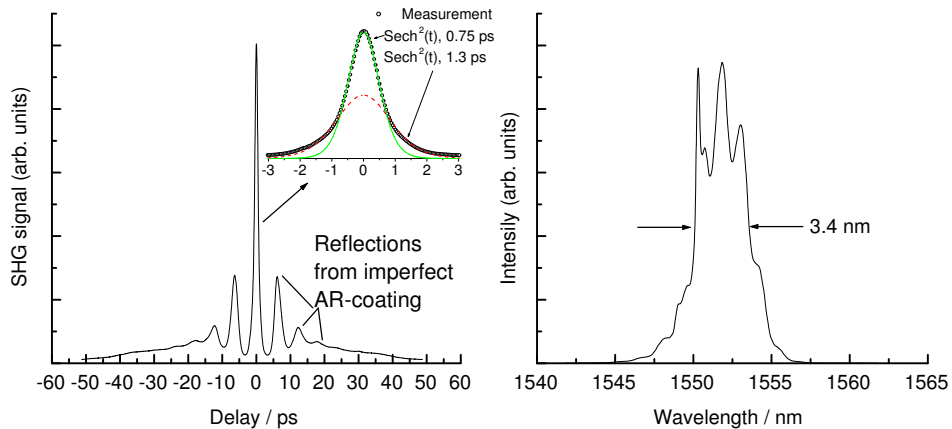 Measurement
Sech²(t), 0.75 ps
Sech²(t), 1.3 ps
-3 -2 -1 0 1 2 3
Reflections
from imperfect
AR-coating
SHG signal (arb. units)
-60 -50 -40 -30 -20 -10 0 10 20 30 40 50 60
Delay / ps
Intensily (arb. units)
3.4 nm
1540 1545 1550 1555 1560 1565
Wavelength / nm